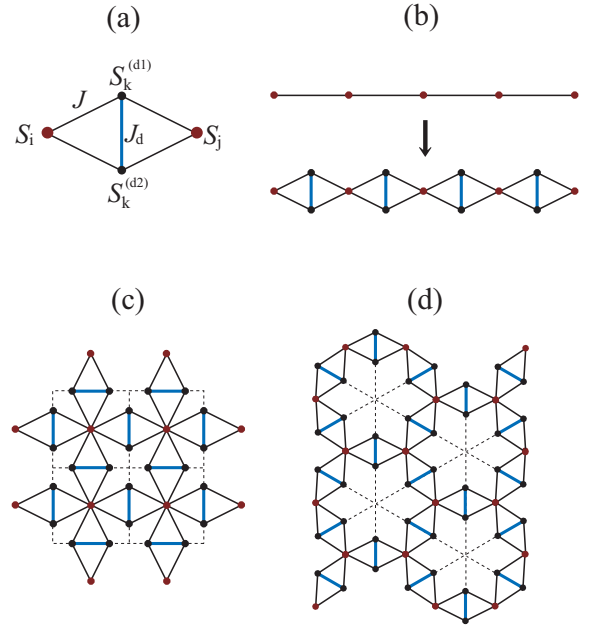 (a)
(b)
S_k^(d1)
J
S_i
J_d
S_j
S_k^(d2)
(c)
(d)